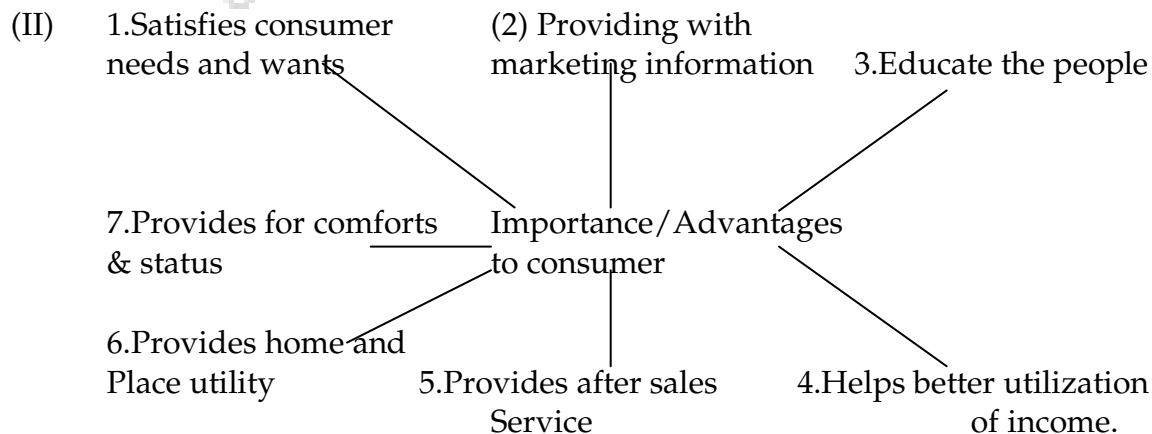 (II) 1.Satisfies consumer
needs and wants
(2) Providing with
marketing information
3.Educate the people
7.Provides for comforts
& status
Importance/Advantages
to consumer
6.Provides home and
Place utility
5.Provides after sales
Service
4.Helps better utilization
of income.